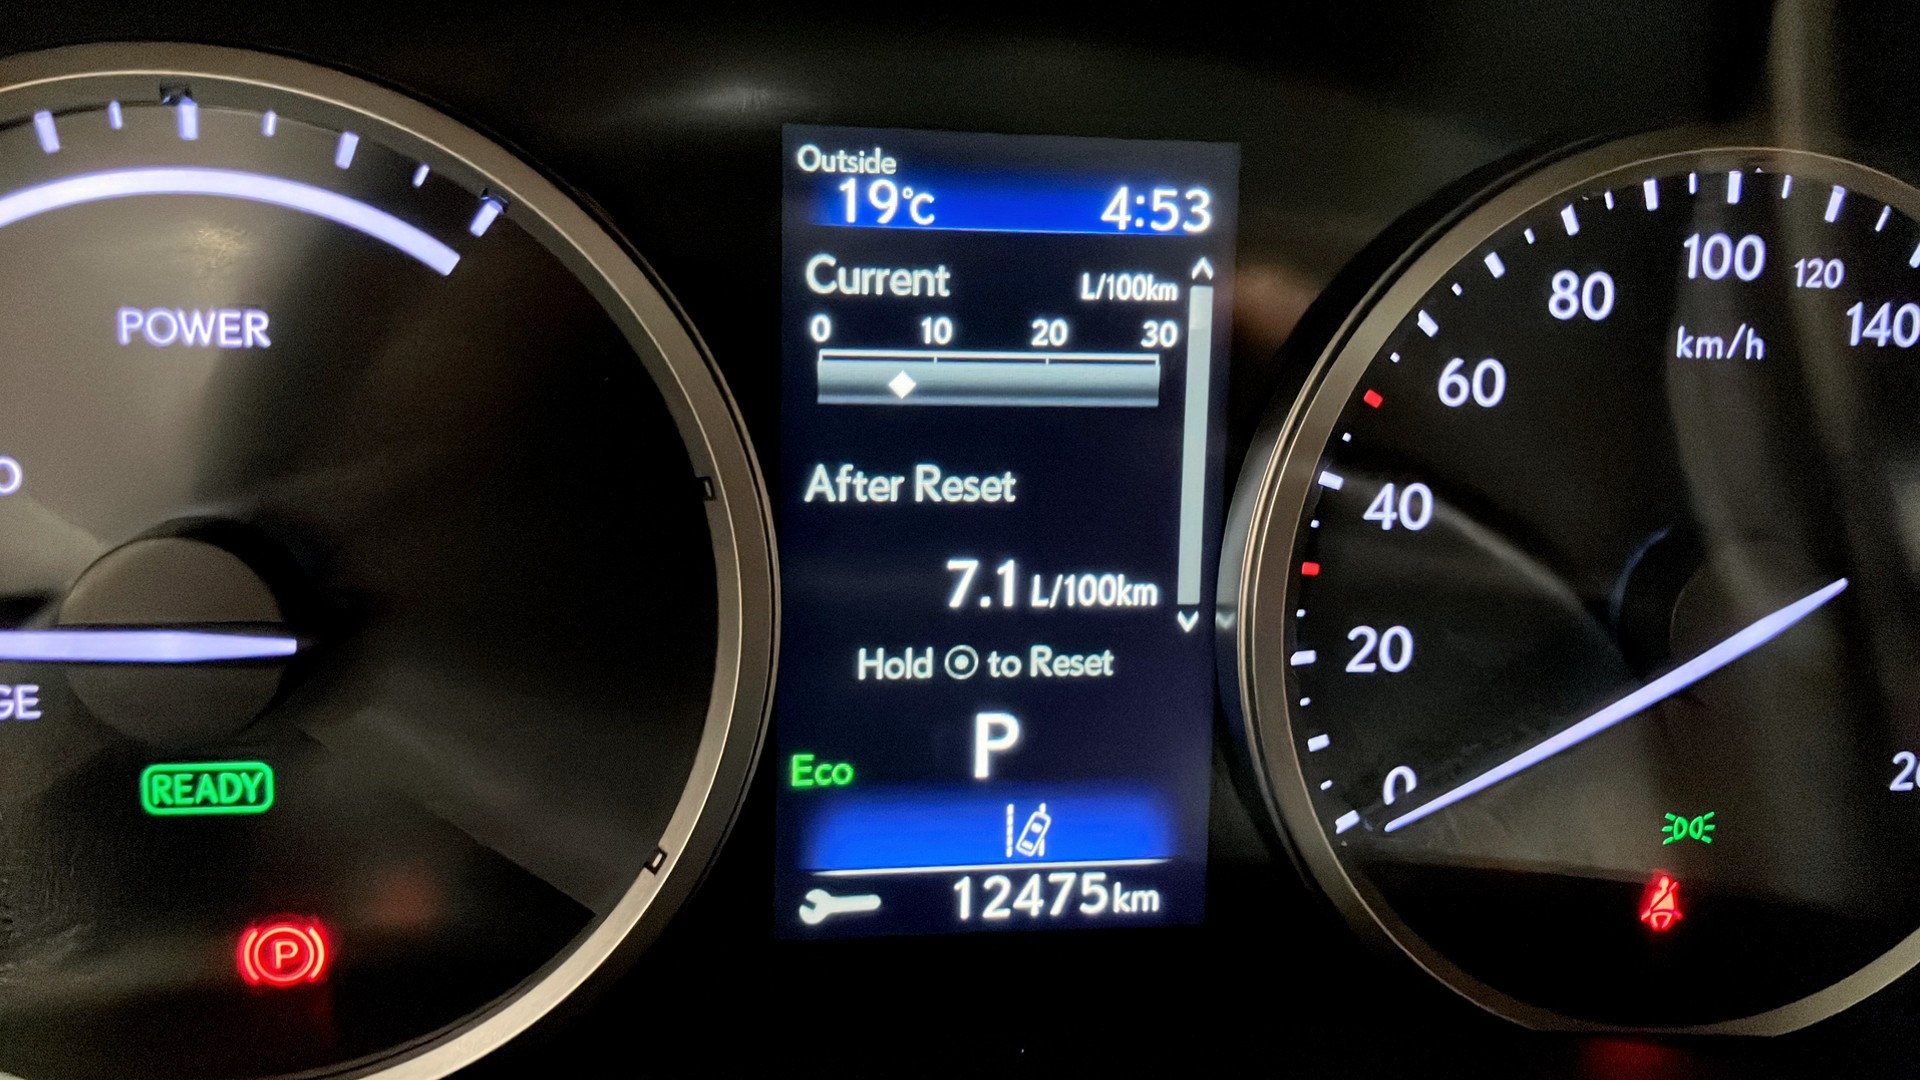 POWER
READY
P
Outside
19°C 4:53
Current L/100km
0 10 20 30
After Reset
7.1 L/100km
Hold to Reset
P
Eco
12475km
0
20
40
60
80
100
120
140
km/h